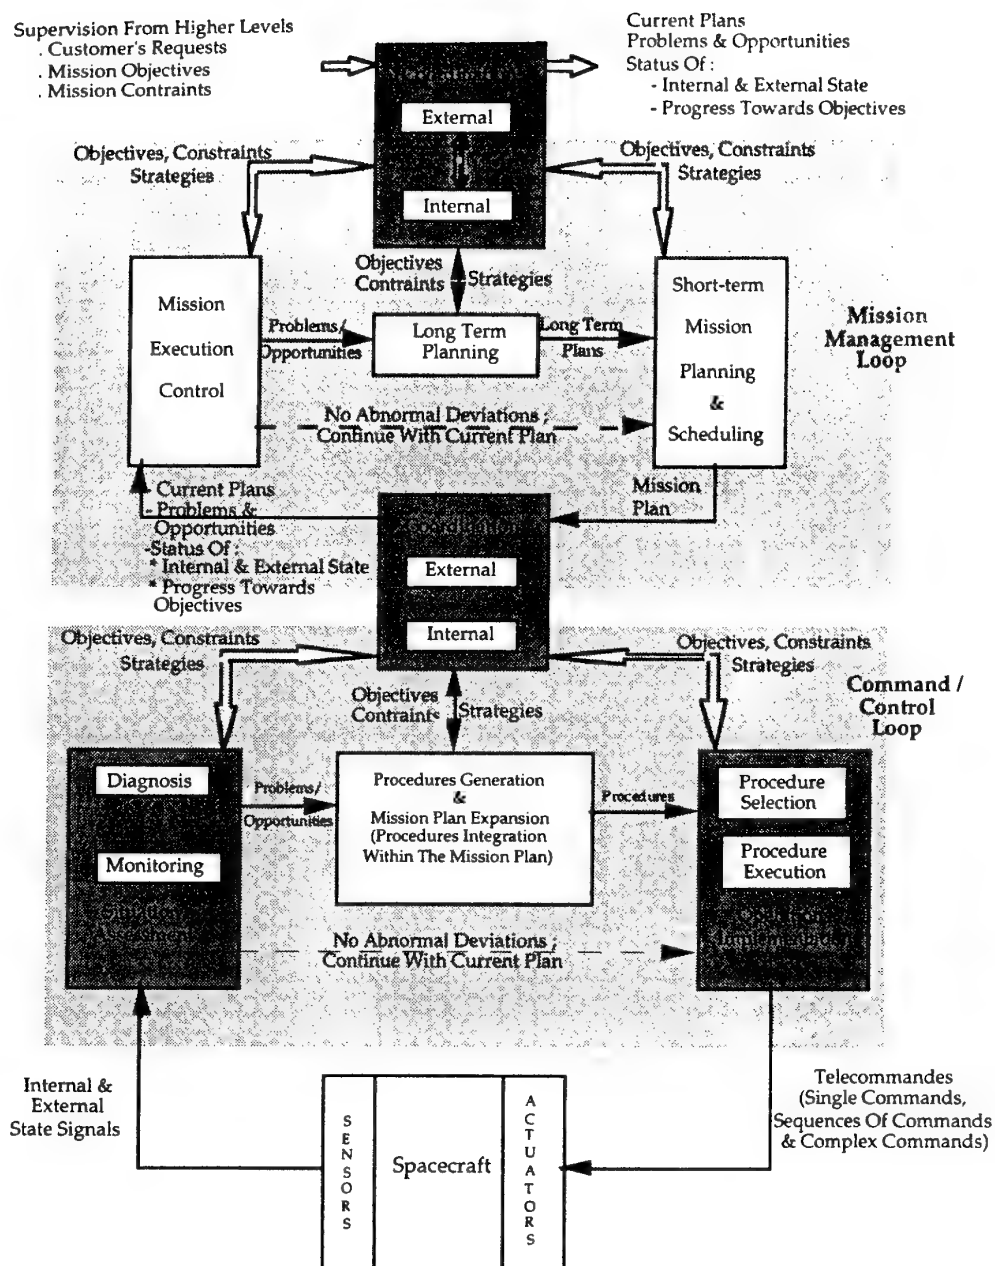 Supervision From Higher Levels
. Customer's Requests
. Mission Objectives
. Mission Contraints
Current Plans
Problems & Opportunities
Status Of :
- Internal & External State
- Progress Towards Objectives
External
Internal
Objectives, Constraints
Strategies
Objectives, Constraints
Strategies
Objectives
Contraints
Strategies
Mission
Execution
Control
Problems/
Opportunities
Long Term
Planning
Long Term
Plans
Short-term
Mission
Planning
&
Scheduling
Mission
Management
Loop
No Abnormal Deviations ;
Continue With Current Plan
Mission
Plan
- Current Plans
- Problems &
Opportunities
-Status Of :
* Internal & External State
* Progress Towards
Objectives
Coordination
External
Internal
Objectives, Constraints
Strategies
Objectives, Constraints
Strategies
Objectives
Contraints
Strategies
Command /
Control
Loop
Diagnosis
Monitoring
Situation
Assessment
Problems/
Opportunities
Procedures Generation
&
Mission Plan Expansion
(Procedures Integration
Within The Mission Plan)
Procedures
Procedure
Selection
Procedure
Execution
Operations
Implementation
No Abnormal Deviations ;
Continue With Current Plan
Internal &
External
State Signals
SENSORS
Spacecraft
ACTUATORS
Telecommandes
(Single Commands,
Sequences Of Commands
& Complex Commands)